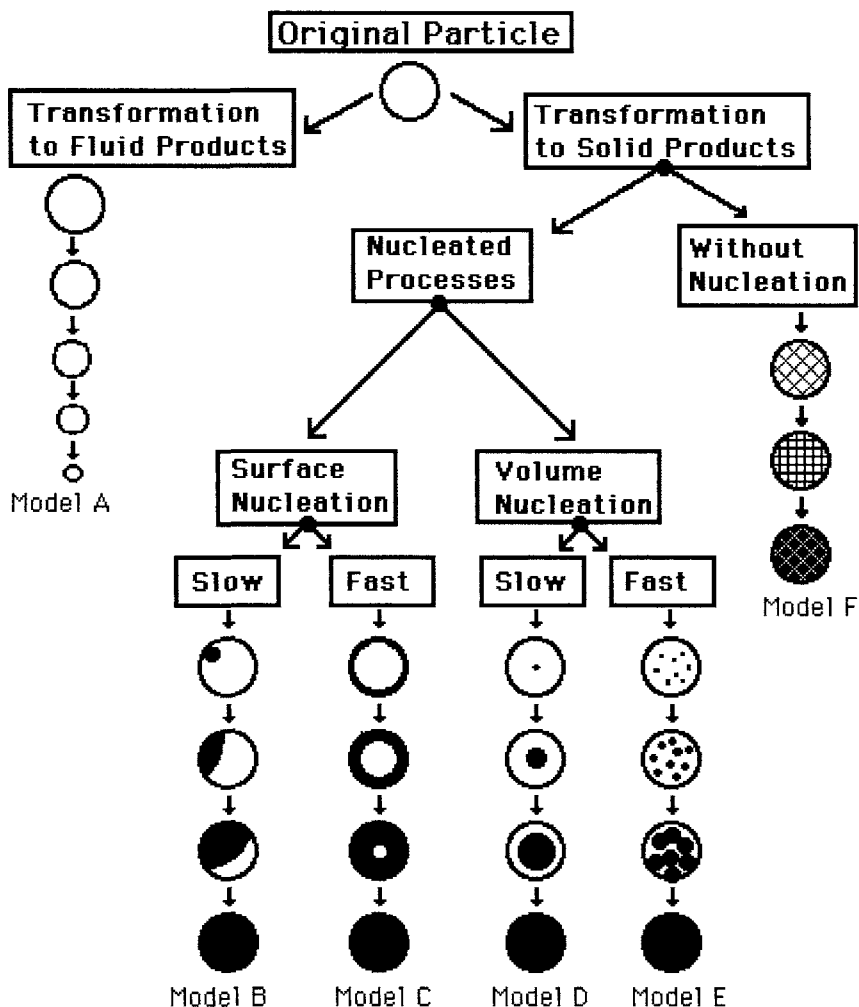 Original Particle
Transformation
to Fluid Products
Transformation
to Solid Products
Nucleated
Processes
Without
Nucleation
Surface
Nucleation
Volume
Nucleation
Model A
Slow
Fast
Slow
Fast
Model F
Model B
Model C
Model D
Model E